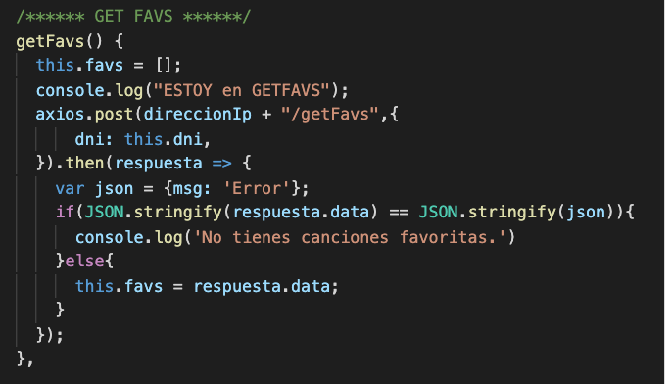 /****** GET FAVS ******/
getFavs() {
  this.favs = [];
  console.log("ESTOY en GETFAVS");
  axios.post(direccionIp + "/getFavs",{
      dni: this.dni,
  }).then(respuesta => {
    var json = {msg: 'Error'};
    if(JSON.stringify(respuesta.data) == JSON.stringify(json)){
      console.log('No tienes canciones favoritas.')
    }else{
      this.favs = respuesta.data;
    }
  });
},